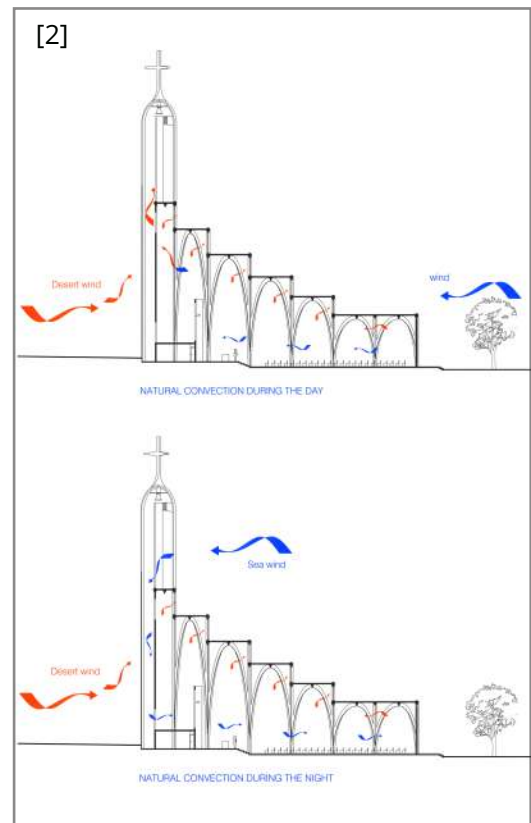 [2]
Desert wind
wind
NATURAL CONVECTION DURING THE DAY
Sea wind
Desert wind
NATURAL CONVECTION DURING THE NIGHT